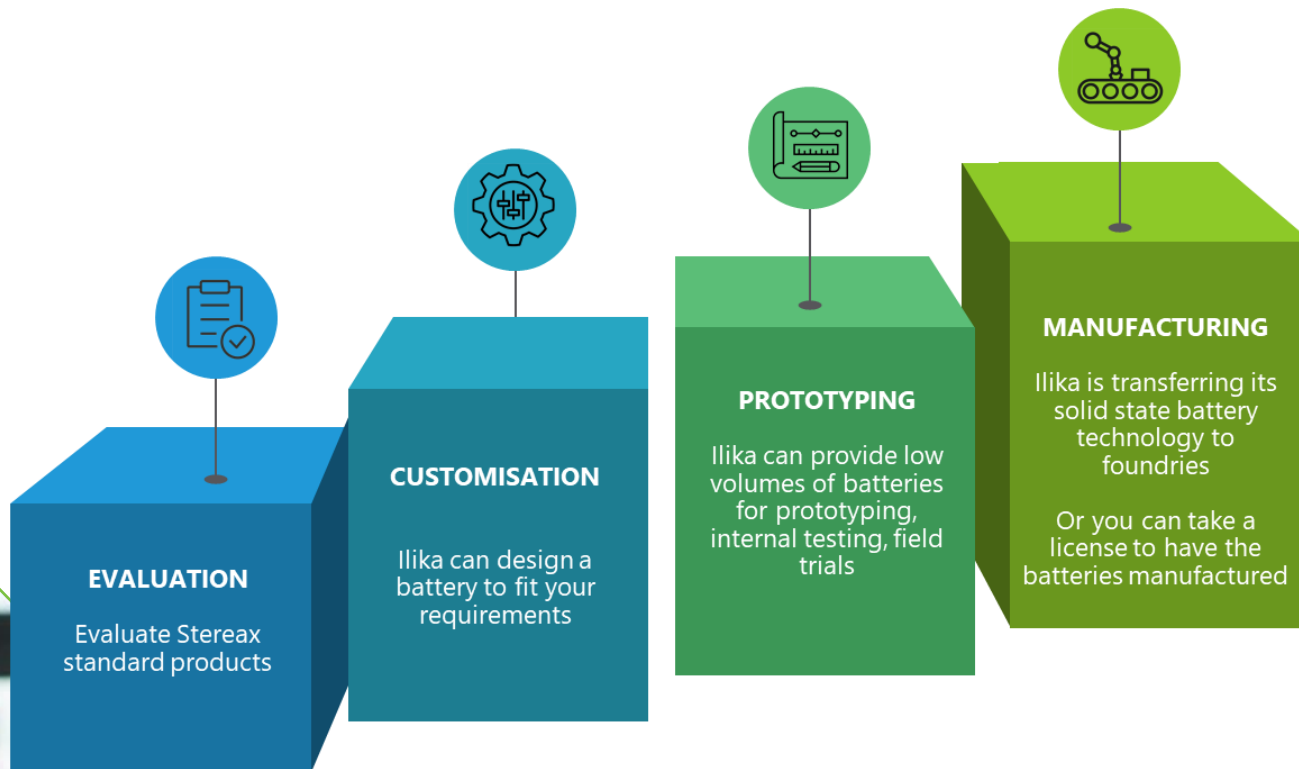 EVALUATION
Evaluate Stereax
standard products
CUSTOMISATION
Ilika can design a
battery to fit your
requirements
PROTOTYPING
Ilika can provide low
volumes of batteries
for prototyping,
internal testing, field
trials
MANUFACTURING
Ilika is transferring its
solid state battery
technology to
foundries
Or you can take a
license to have the
batteries manufactured